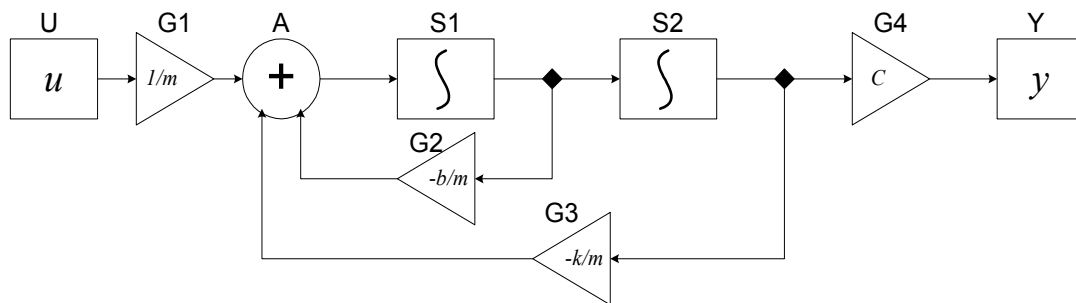 U G1 A S1 S2 G4 Y
u 1/m + ∫ ∫ C y
G2
-b/m
G3
-k/m